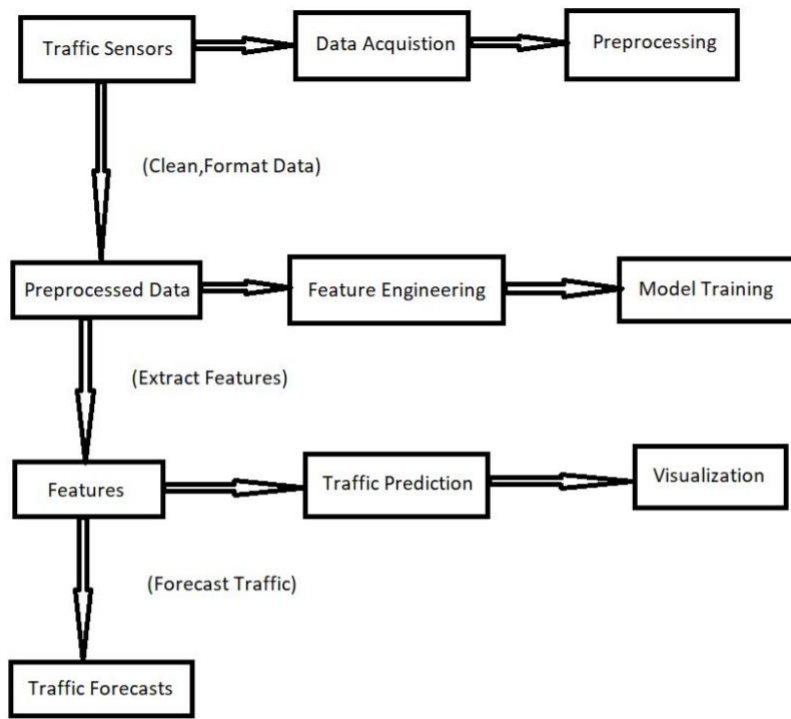 Traffic Sensors
Data Acquistion
Preprocessing
(Clean,Format Data)
Preprocessed Data
Feature Engineering
Model Training
(Extract Features)
Features
Traffic Prediction
Visualization
(Forecast Traffic)
Traffic Forecasts